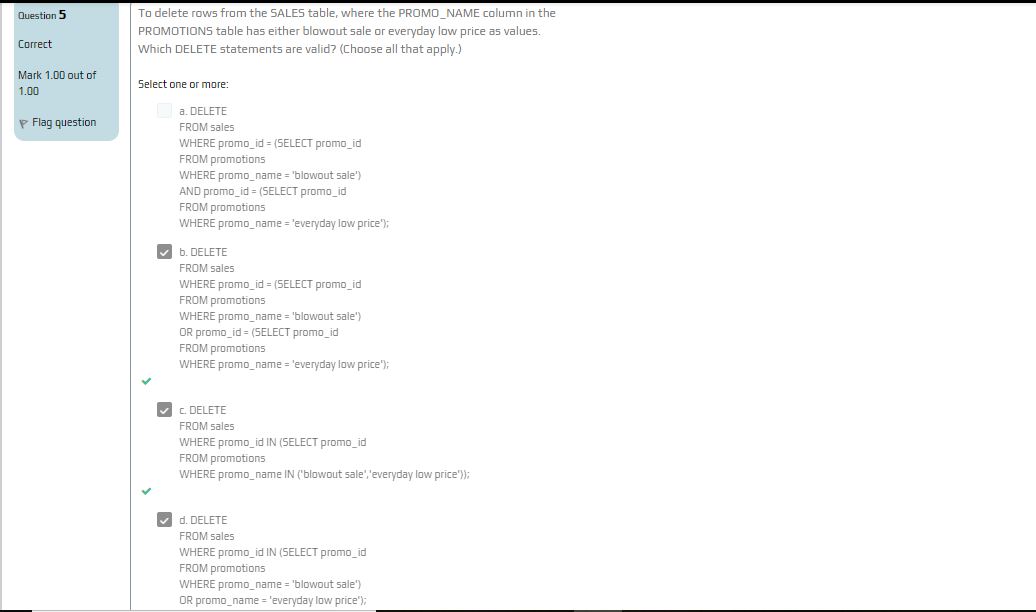 Question 5
Correct
Mark 1.00 out of
1.00
Flag question
To delete rows from the SALES table, where the PROMO_NAME column in the
PROMOTIONS table has either blowout sale or everyday low price as values.
Which DELETE statements are valid? (Choose all that apply.)
Select one or more:
a. DELETE
FROM sales
WHERE promo_id = (SELECT promo_id
FROM promotions
WHERE promo_name = 'blowout sale')
AND promo_id = (SELECT promo_id
FROM promotions
WHERE promo_name = 'everyday low price');
b. DELETE
FROM sales
WHERE promo_id = (SELECT promo_id
FROM promotions
WHERE promo_name = 'blowout sale')
OR promo_id = (SELECT promo_id
FROM promotions
WHERE promo_name = 'everyday low price');
c. DELETE
FROM sales
WHERE promo_id IN (SELECT promo_id
FROM promotions
WHERE promo_name IN ('blowout sale','everyday low price'));
d. DELETE
FROM sales
WHERE promo_id IN (SELECT promo_id
FROM promotions
WHERE promo_name = 'blowout sale')
OR promo_name = 'everyday low price');